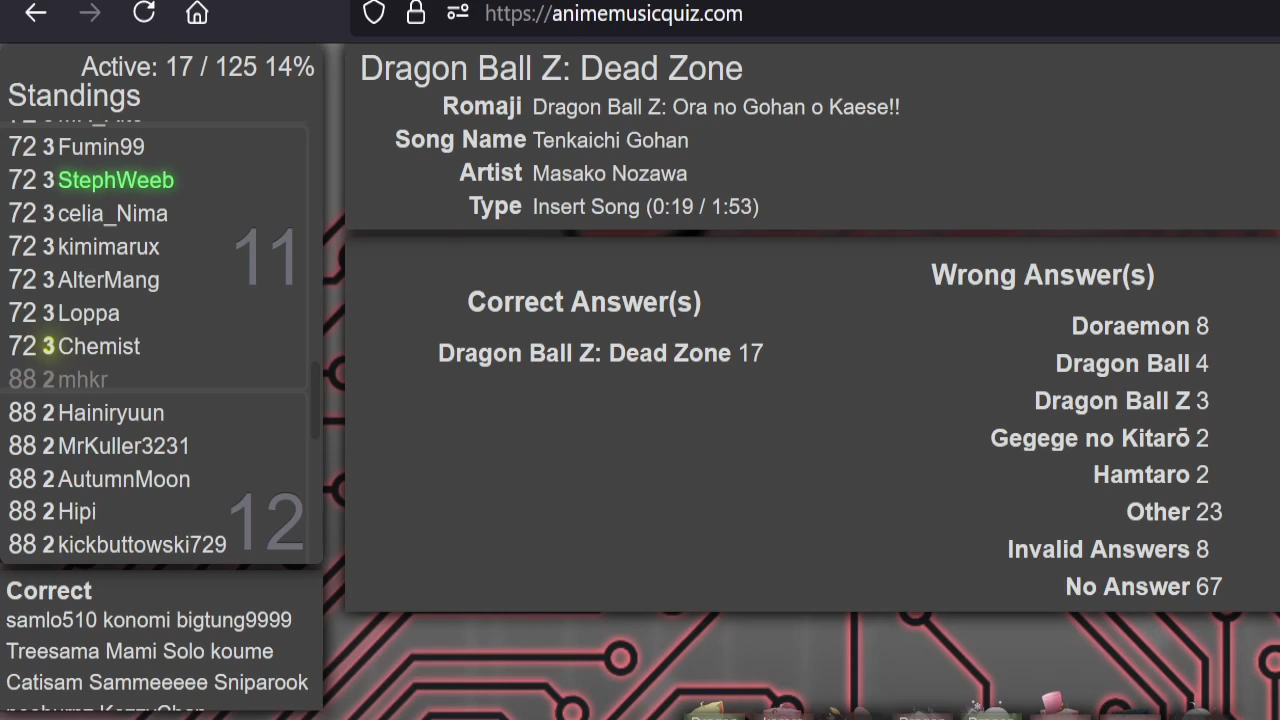 https://animemusicquiz.com
Active: 17 / 125 14%
Standings
72 3 Fumin99
72 3 StephWeeb
72 3 celia_Nima
72 3 kimimarux
72 3 AlterMang
72 3 Loppa
72 3 Chemist
11
88 2 mhkr
88 2 Hainiryuun
88 2 MrKuller3231
88 2 AutumnMoon
88 2 Hipi
88 2 kickbuttowski729
12
Correct
samlo510 konomi bigtung9999
Treesama Mami Solo koume
Catisam Sammeeeee Sniparook
Dragon Ball Z: Dead Zone
Romaji Dragon Ball Z: Ora no Gohan o Kaese!!
Song Name Tenkaichi Gohan
Artist Masako Nozawa
Type Insert Song (0:19 / 1:53)
Correct Answer(s)
Dragon Ball Z: Dead Zone 17
Wrong Answer(s)
Doraemon 8
Dragon Ball 4
Dragon Ball Z 3
Gegege no Kitarō 2
Hamtaro 2
Other 23
Invalid Answers 8
No Answer 67